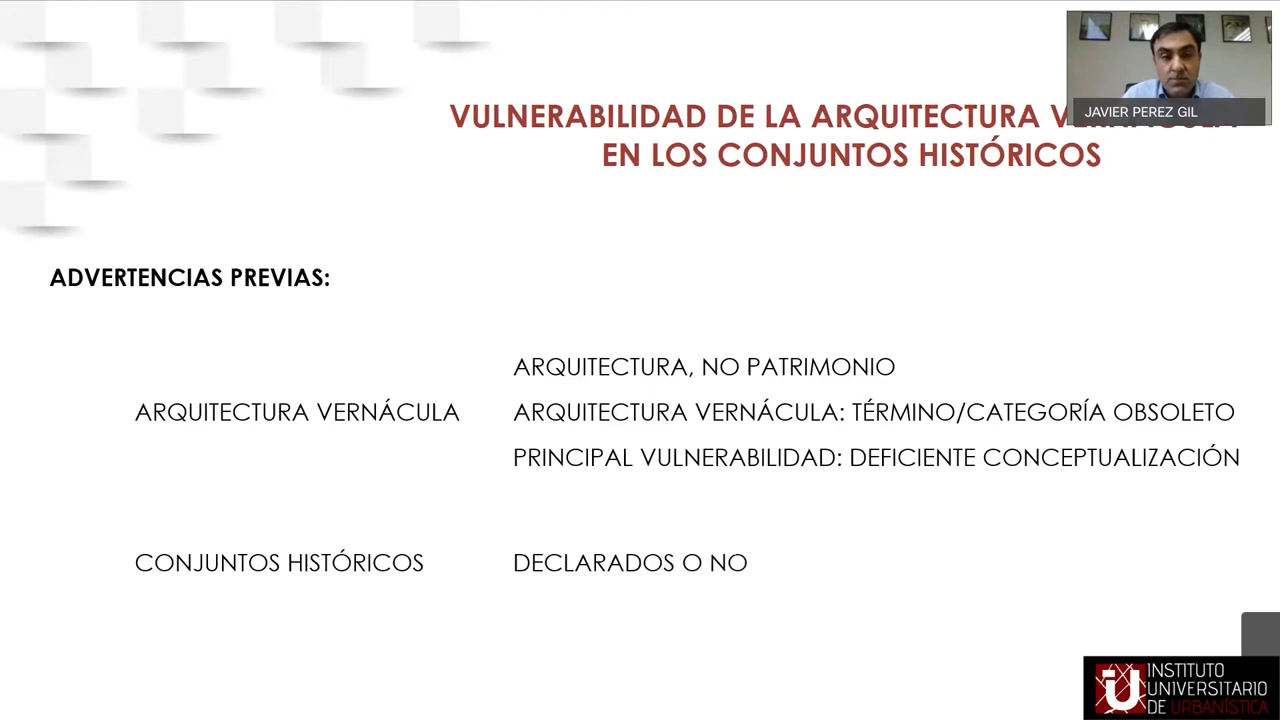 JAVIER PEREZ GIL
VULNERABILIDAD DE LA ARQUITECTURA
EN LOS CONJUNTOS HISTÓRICOS
ADVERTENCIAS PREVIAS:
ARQUITECTURA, NO PATRIMONIO
ARQUITECTURA VERNÁCULA
ARQUITECTURA VERNÁCULA: TÉRMINO/CATEGORÍA OBSOLETO
PRINCIPAL VULNERABILIDAD: DEFICIENTE CONCEPTUALIZACIÓN
CONJUNTOS HISTÓRICOS
DECLARADOS O NO
INSTITUTO
UNIVERSITARIO
DE URBANÍSTICA